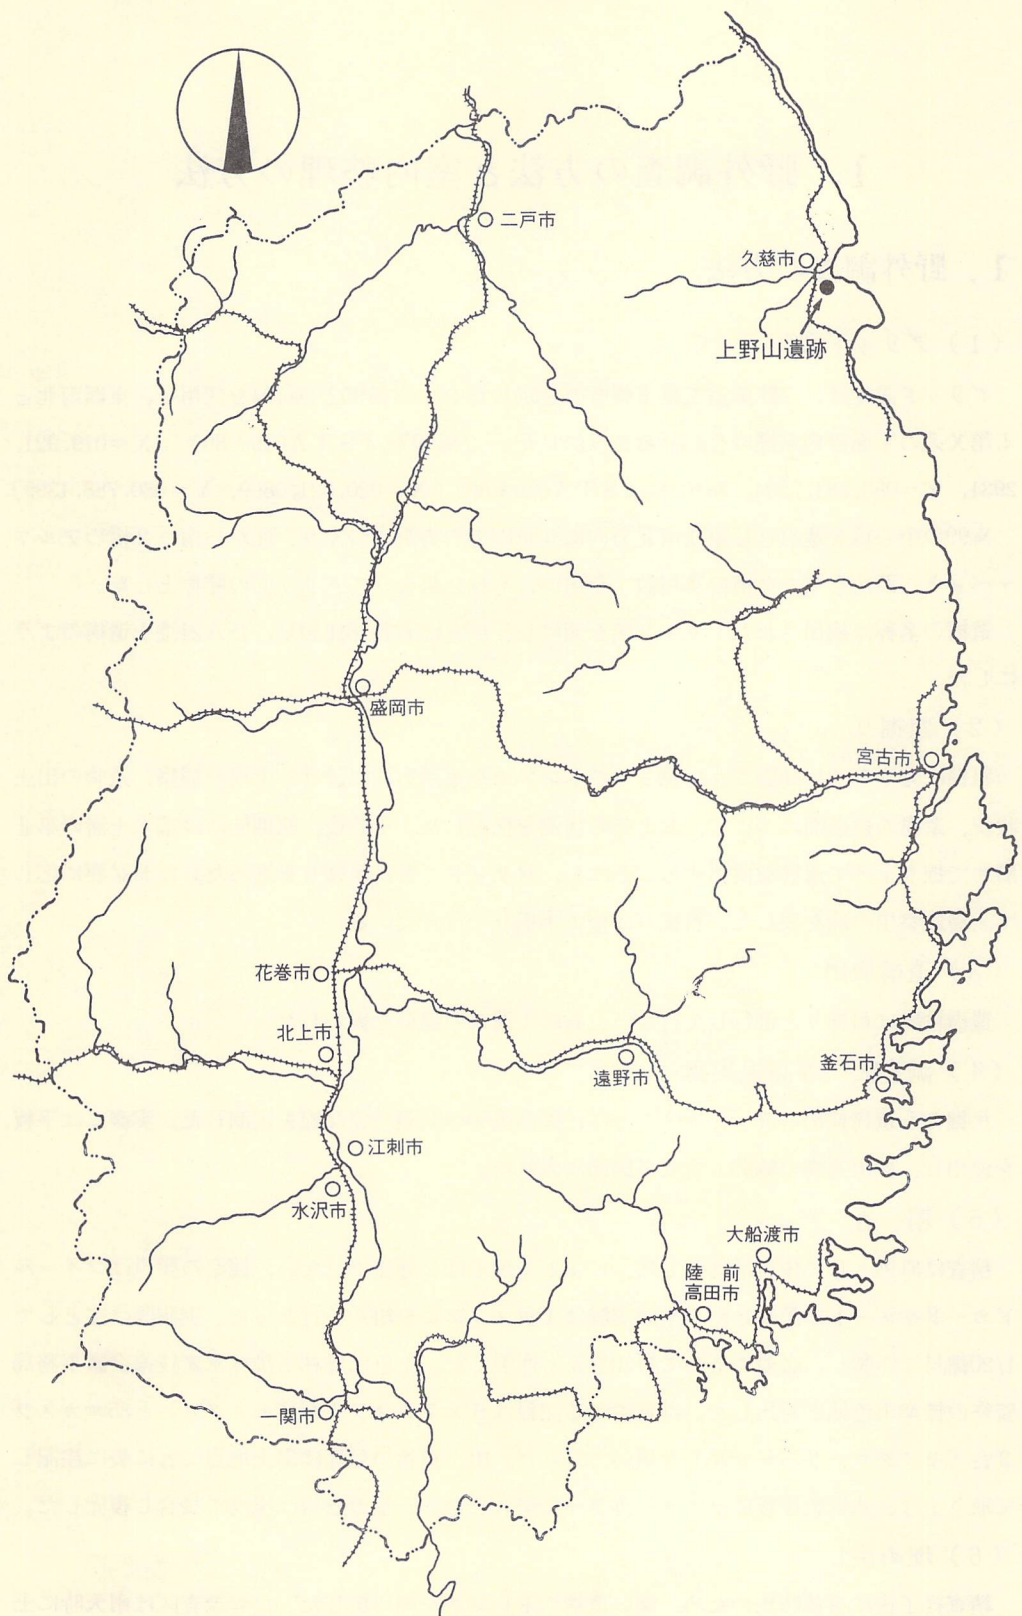 二戸市
久慈市
上野山遺跡
盛岡市
宮古市
花巻市
北上市
遠野市
釜石市
江刺市
水沢市
大船渡市
陸前
高田市
一関市